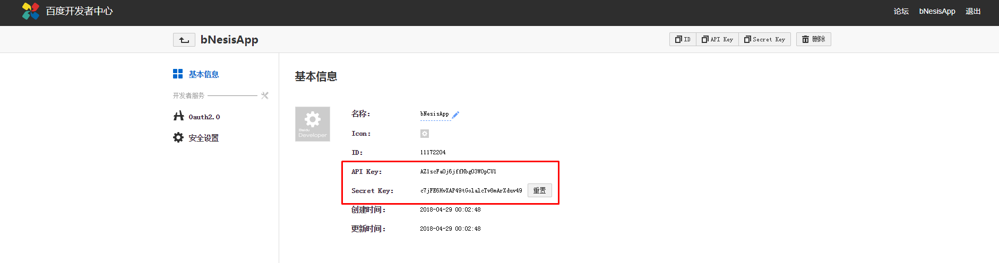 百度开发者中心 论坛 bNesisApp 退出
bNesisApp ID API Key Secret Key 删除
基本信息
开发者服务
Oauth2.0
安全设置
基本信息
Baidu
Developer
名称: bNesisApp
Icon:
ID: 11172204
API Key: AZ1scFaOj6jffHbgO3WOpCU1
Secret Key: c7jFE6HvXAP49tGolalcTv8mArXduv49 重置
创建时间: 2018-04-29 00:02:48
更新时间: 2018-04-29 00:02:48